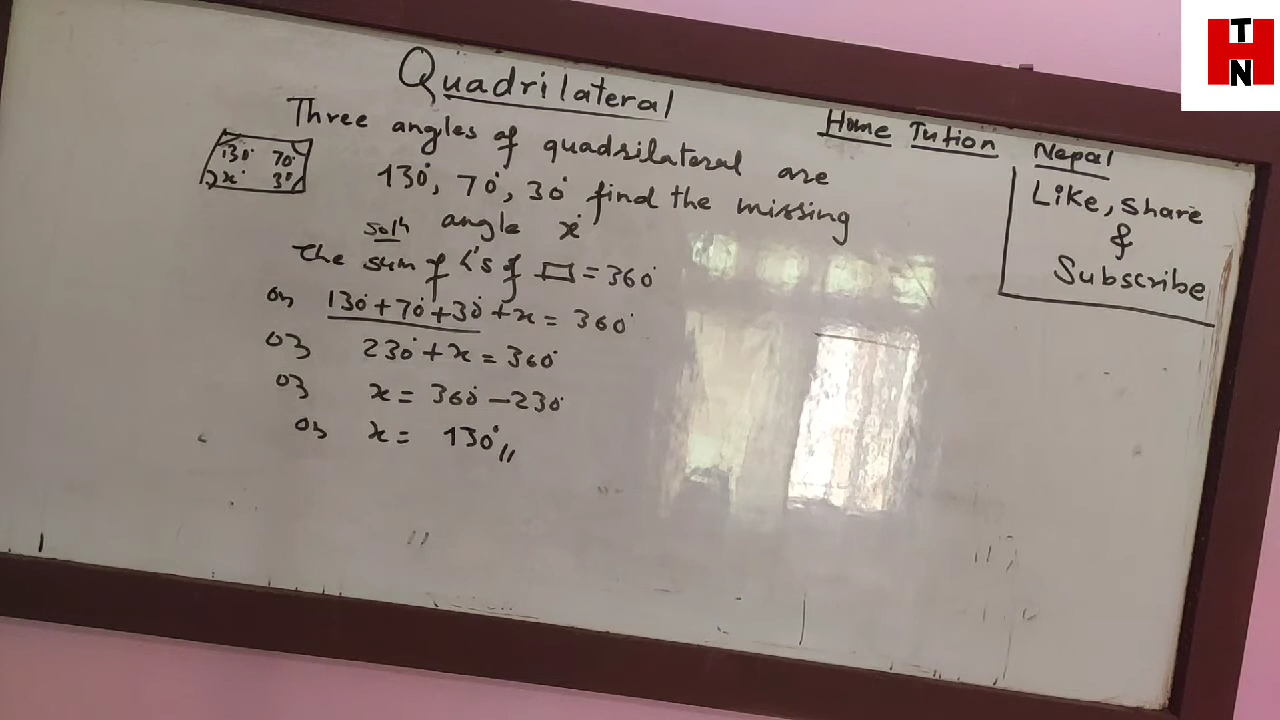 Quadrilateral
Three angles of quadrilateral are
130°, 70°, 30° find the missing
angle x°
130° 70°
x° 30°
soln
The sum of ∠'s of ▭ = 360°
or 130° + 70° + 30° + x = 360°
or 230° + x = 360°
or x = 360° - 230°
or x = 130°//
Home Tution Nepal
Like, share
&
Subscribe
T
H
N